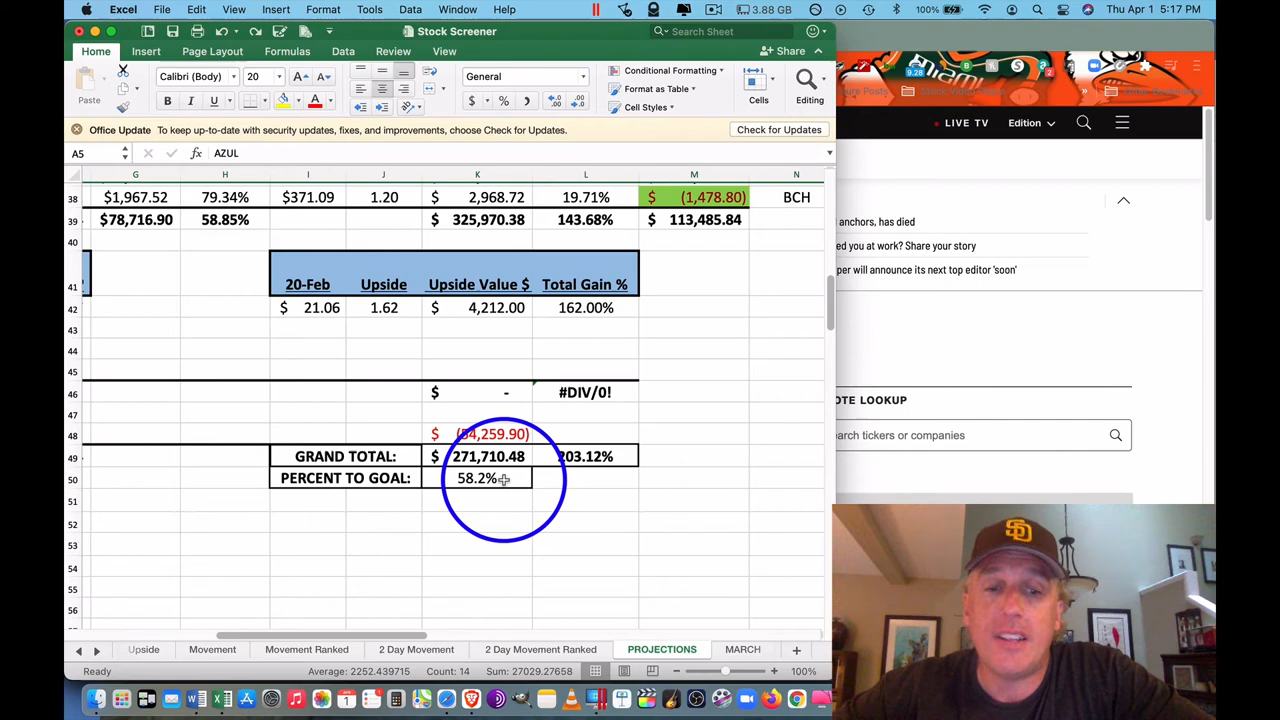 Excel File Edit View Insert Format Tools Data Window Help 3.88 GB 100% Thu Apr 1 5:17 PM
Stock Screener
Search Sheet
Home Insert Page Layout Formulas Data Review View Share
Paste
Calibri (Body) 20
General
Conditional Formatting
Format as Table
Cell Styles
Cells
Editing
Office Update To keep up-to-date with security updates, fixes, and improvements, choose Check for Updates.
Check for Updates
A5 fx AZUL
G H I J K L M N
38 $1,967.52 79.34% $371.09 1.20 $ 2,968.72 19.71% $ (1,478.80) BCH
39 $78,716.90 58.85% $ 325,970.38 143.68% $ 113,485.84
40
41 20-Feb Upside Upside Value $ Total Gain %
42 $ 21.06 1.62 $ 4,212.00 162.00%
43
44
45
46 $ - #DIV/0!
47
48 $ (54,259.90)
49 GRAND TOTAL: $ 271,710.48 203.12%
50 PERCENT TO GOAL: 58.2%
51
52
53
54
55
56
Upside Movement Movement Ranked 2 Day Movement 2 Day Movement Ranked PROJECTIONS MARCH
Ready Average: 2252.439715 Count: 14 Sum: 27029.27658 100%
Miami
9.28
2
LIVE TV Edition
anchors, has died
ed you at work? Share your story
per will announce its next top editor 'soon'
OTE LOOKUP
search tickers or companies
SD